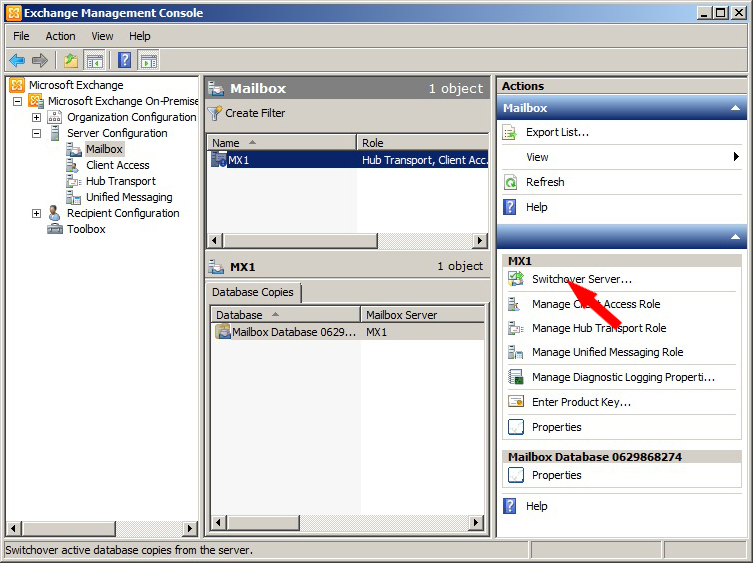 Exchange Management Console
File Action View Help
Microsoft Exchange
Microsoft Exchange On-Premise
Organization Configuration
Server Configuration
Mailbox
Client Access
Hub Transport
Unified Messaging
Recipient Configuration
Toolbox
Mailbox 1 object
Create Filter
Name Role
MX1 Hub Transport, Client Acc...
MX1 1 object
Database Copies
Database Mailbox Server
Mailbox Database 0629... MX1
Actions
Mailbox
Export List...
View
Refresh
Help
MX1
Switchover Server...
Manage Client Access Role
Manage Hub Transport Role
Manage Unified Messaging Role
Manage Diagnostic Logging Properti...
Enter Product Key...
Properties
Mailbox Database 0629868274
Properties
Help
Switchover active database copies from the server.